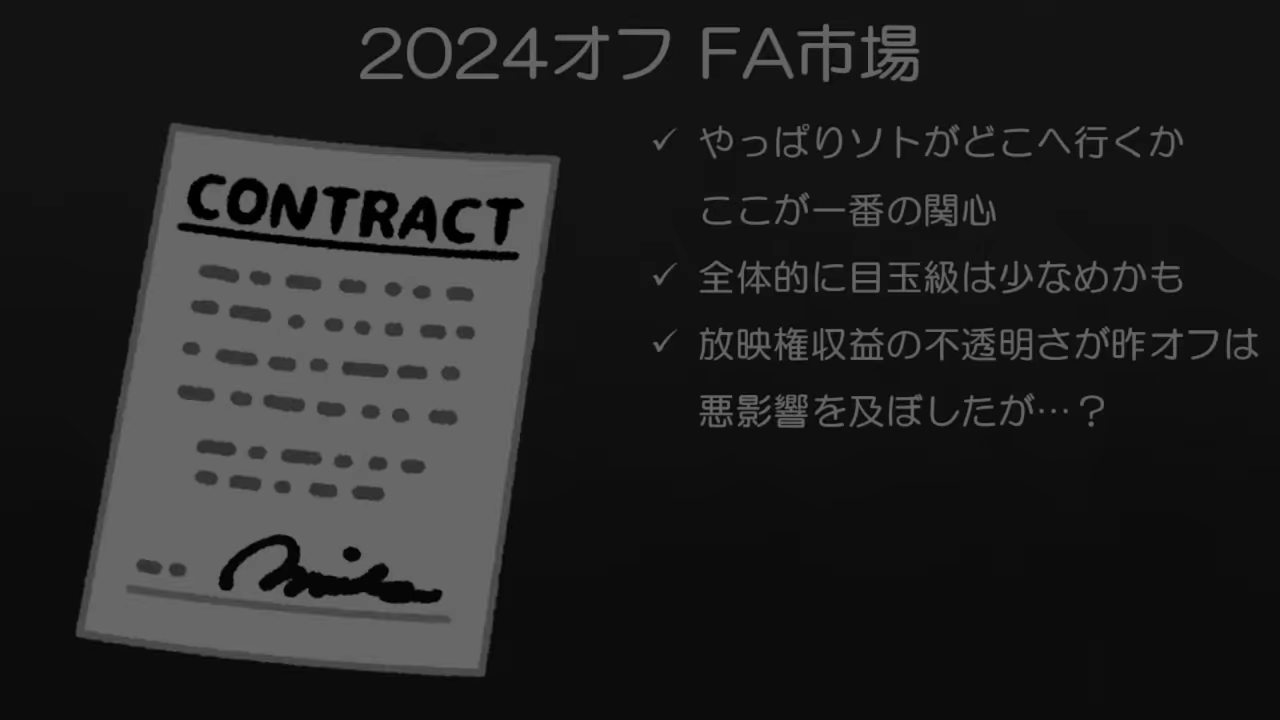 2024オフ FA市場
CONTRACT
✓ やっぱりソトがどこへ行くか
ここが一番の関心
✓ 全体的に目玉級は少なめかも
✓ 放映権収益の不透明さが昨オフは
悪影響を及ぼしたが…？